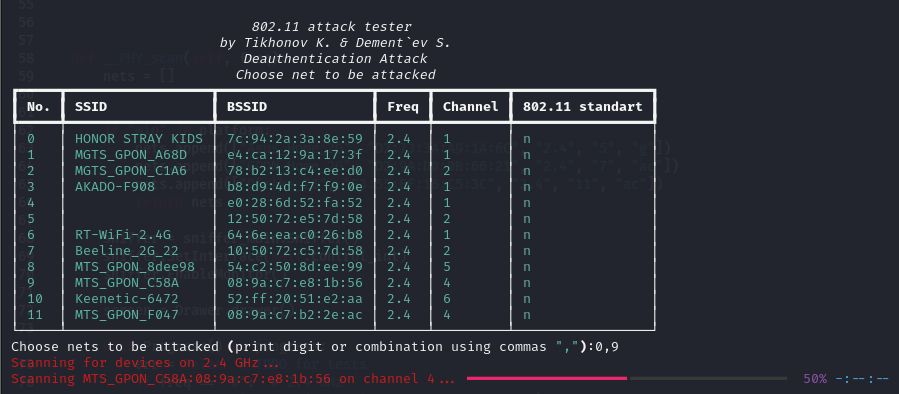 55
56
57
58
59
802.11 attack tester
by Tikhonov K. & Dement`ev S.
Deauthentication Attack
Choose net to be attacked
nets = []
No. SSID BSSID Freq Channel 802.11 standart
0 HONOR STRAY KIDS 7c:94:2a:3a:8e:59 2.4 1 n
1 MGTS_GPON_A68D e4:ca:12:9a:17:3f 2.4 1 n
2 MGTS_GPON_C1A6 78:b2:13:c4:ee:d0 2.4 2 n
3 AKADO-F908 b8:d9:4d:f7:f9:0e 2.4 1 n
4 e0:28:6d:52:fa:52 2.4 1 n
5 12:50:72:e5:7d:58 2.4 2 n
6 RT-WiFi-2.4G 64:6e:ea:c0:26:b8 2.4 1 n
7 Beeline_2G_22 10:50:72:c5:7d:58 2.4 2 n
8 MTS_GPON_8dee98 54:c2:50:8d:ee:99 2.4 5 n
9 MTS_GPON_C58A 08:9a:c7:e8:1b:56 2.4 4 n
10 Keenetic-6472 52:ff:20:51:e2:aa 2.4 6 n
11 MTS_GPON_F047 08:9a:c7:b2:2e:ac 2.4 4 n
Choose nets to be attacked (print digit or combination using commas ","):0,9
Scanning for devices on 2.4 GHz...
Scanning MTS_GPON_C58A:08:9a:c7:e8:1b:56 on channel 4... 50% -:--:--